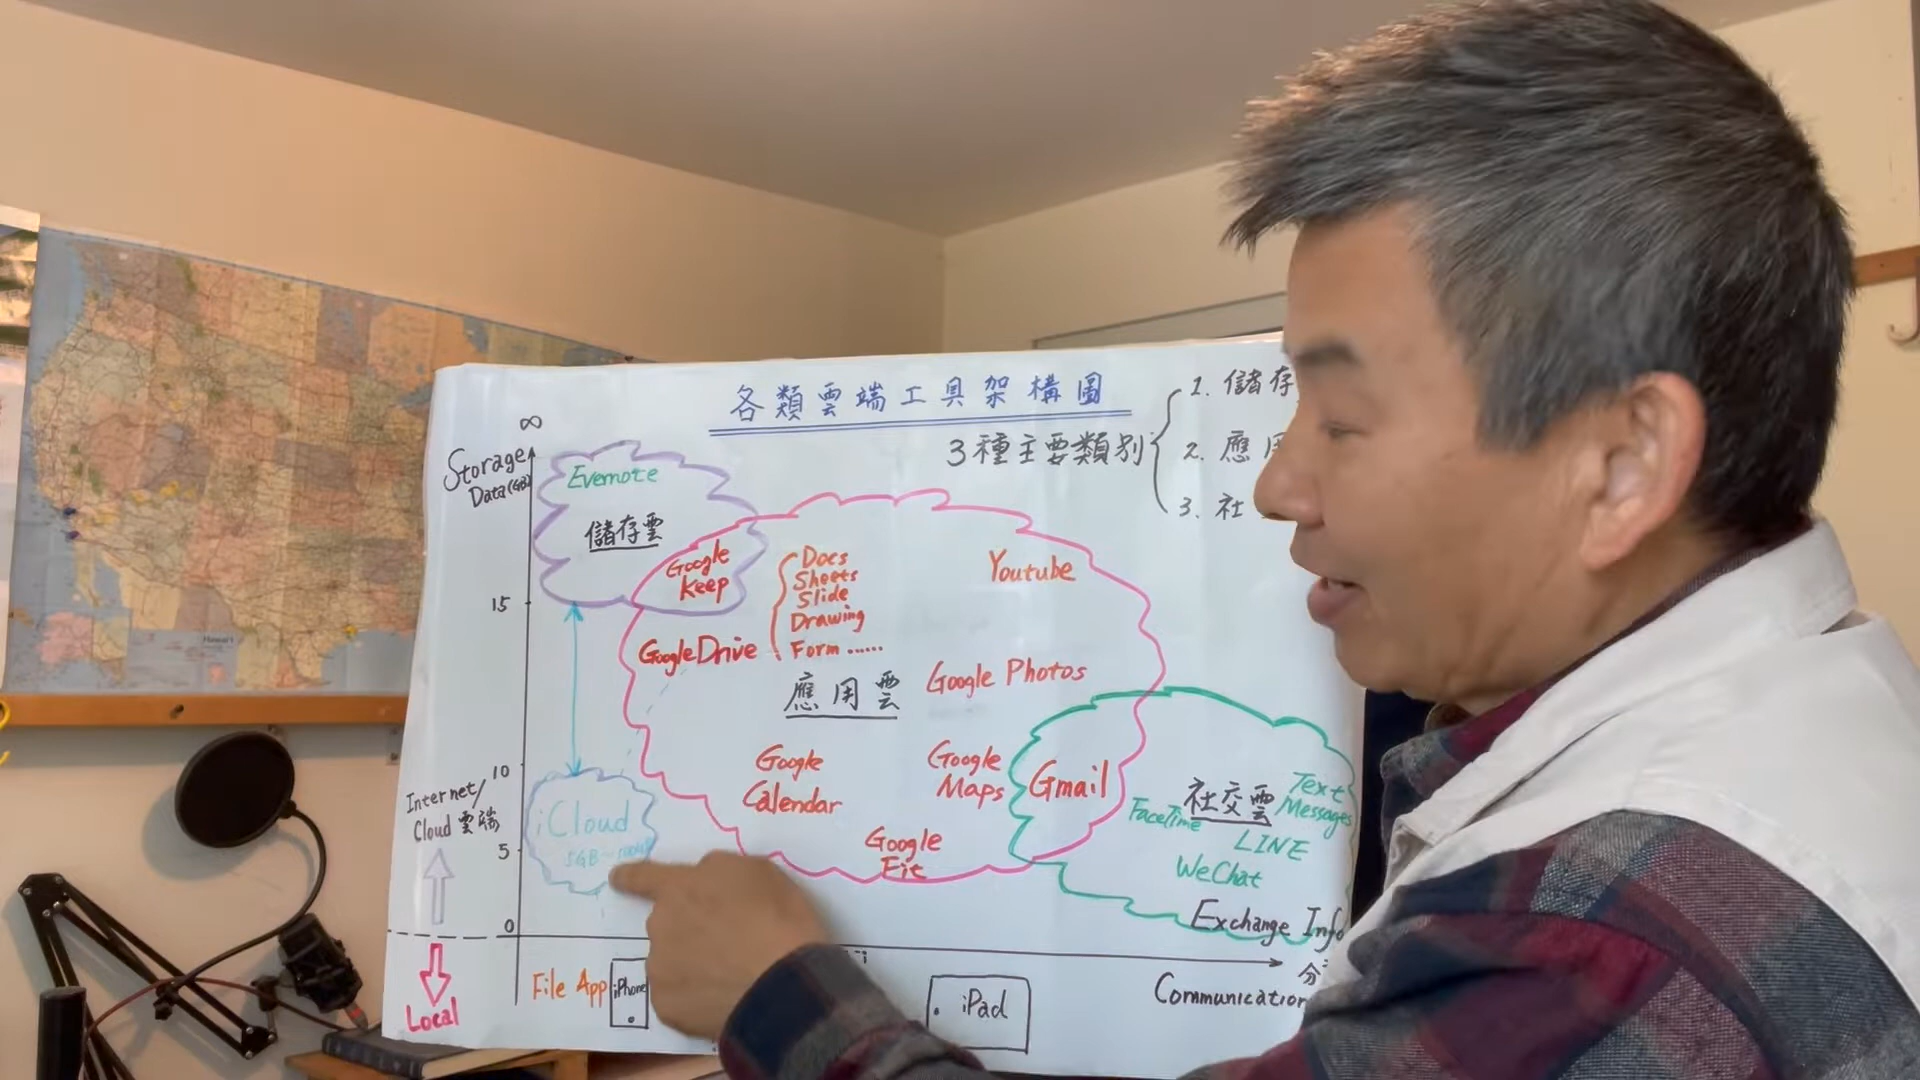 各類雲端工具架構圖
3種主要類別
1. 儲存
2. 應用
3. 社
∞
Storage
Data(GB)
Evernote
儲存雲
Google
Keep
Docs
Sheets
Slide
Drawing
Form ......
Youtube
15
Google Drive
應用雲
Google Photos
10
Google
Calendar
Google
Maps
Gmail
社交雲
Text
Messages
FaceTime
LINE
WeChat
Internet/
Cloud 雲端
iCloud
5GB
5
Google
Fit
Exchange Info
0
File App
iPhone
iPad
Communication
分
Local